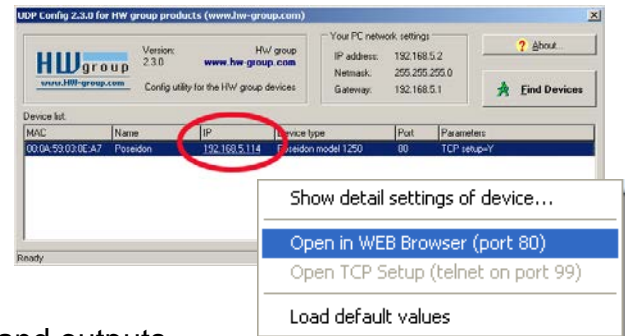 UDP Config 2.3.0 for HW group products (www.hw-group.com)
HWgroup
www.HW-group.com
Version: HW group
2.3.0 www.hw-group.com
Config utility for the HW group devices
Your PC network settings
IP address: 192.168.5.2
Netmask: 255.255.255.0
Gateway: 192.168.5.1
? About...
Find Devices
Device list
MAC Name IP Device type Port Parameters
00:0A:59:03:0E:A7 Poseidon 192.168.5.114 Poseidon model 1250 80 TCP setup=Y
Show detail settings of device...
Open in WEB Browser (port 80)
Open TCP Setup (telnet on port 99)
Load default values
Ready
and outputs